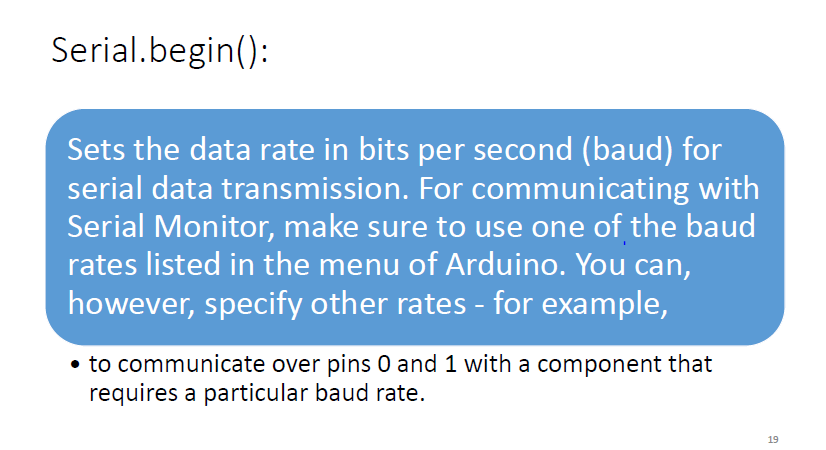 Serial.begin():
Sets the data rate in bits per second (baud) for
serial data transmission. For communicating with
Serial Monitor, make sure to use one of the baud
rates listed in the menu of Arduino. You can,
however, specify other rates - for example,
• to communicate over pins 0 and 1 with a component that
requires a particular baud rate.
19